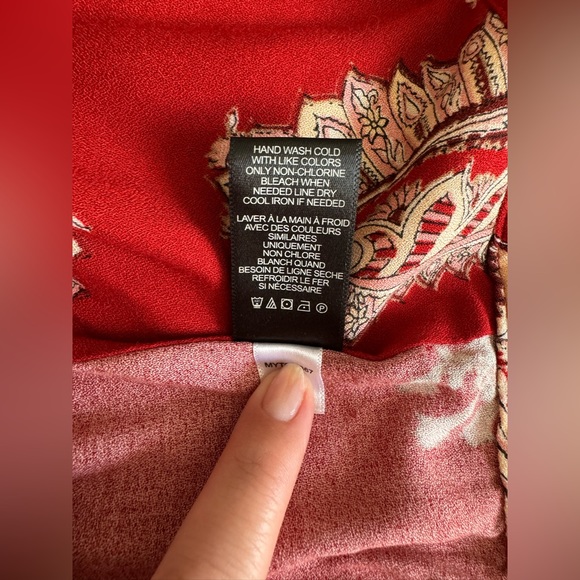 HAND WASH COLD
WITH LIKE COLORS
ONLY NON-CHLORINE
BLEACH WHEN
NEEDED LINE DRY
COOL IRON IF NEEDED
LAVER À LA MAIN À FROID
AVEC DES COULEURS
SIMILAIRES
UNIQUEMENT
NON CHLORE
BLANCH QUAND
BESOIN DE LIGNE SECHE
REFROIDIR LE FER
SI NÉCESSAIRE
P